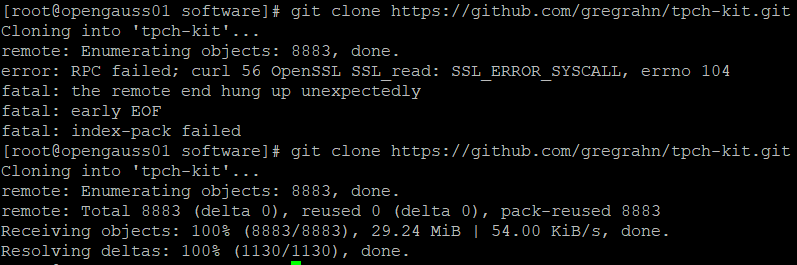 [root@opengauss01 software]# git clone https://github.com/gregrahn/tpch-kit.git
Cloning into 'tpch-kit'...
remote: Enumerating objects: 8883, done.
error: RPC failed; curl 56 OpenSSL SSL_read: SSL_ERROR_SYSCALL, errno 104
fatal: the remote end hung up unexpectedly
fatal: early EOF
fatal: index-pack failed
[root@opengauss01 software]# git clone https://github.com/gregrahn/tpch-kit.git
Cloning into 'tpch-kit'...
remote: Enumerating objects: 8883, done.
remote: Total 8883 (delta 0), reused 0 (delta 0), pack-reused 8883
Receiving objects: 100% (8883/8883), 29.24 MiB | 54.00 KiB/s, done.
Resolving deltas: 100% (1130/1130), done.